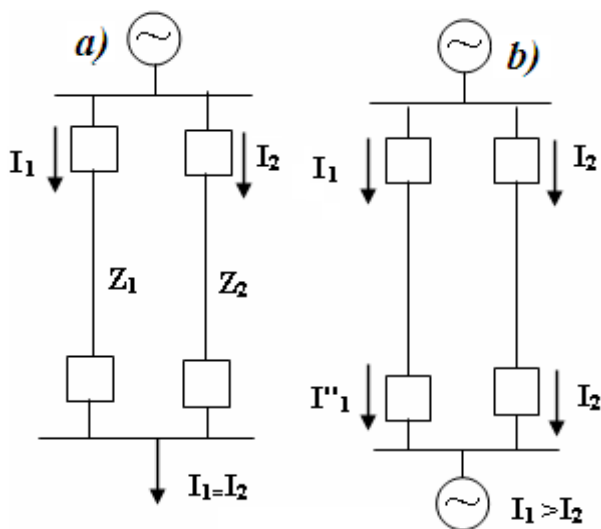 a)
I₁
I₂
Z₁
Z₂
I₁=I₂
b)
I₁
I₂
I"₁
I₂
I₁ >I₂